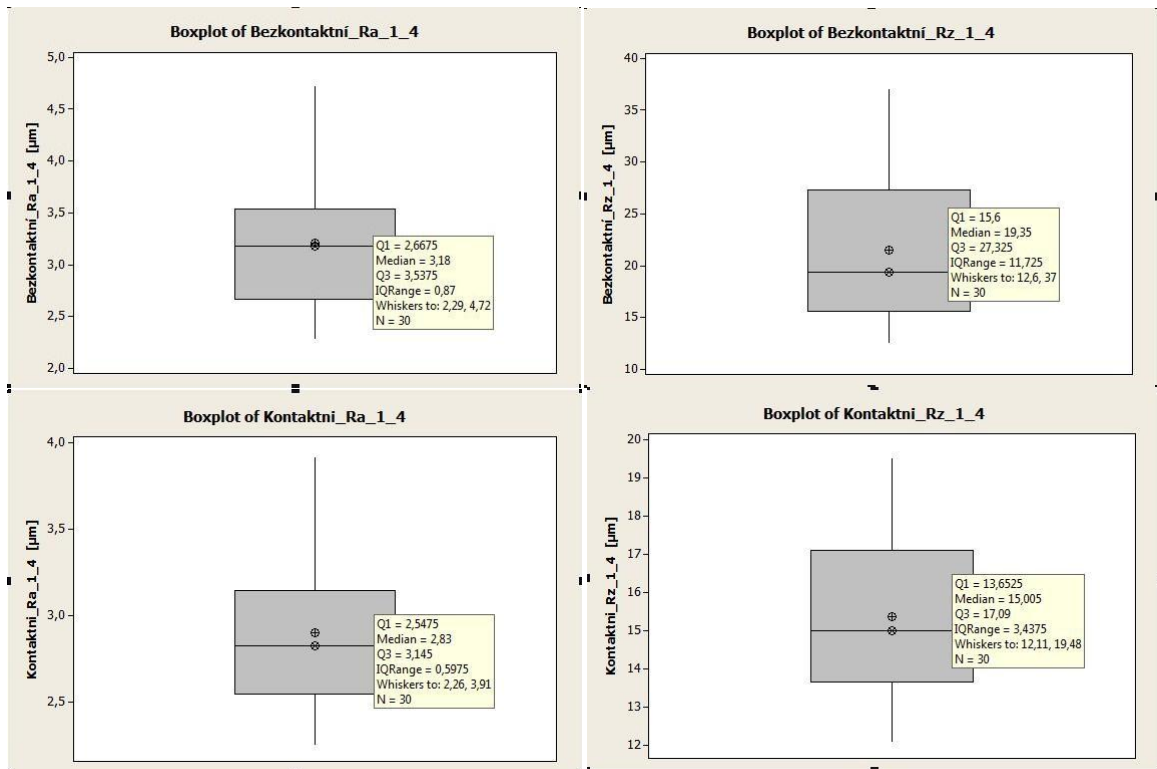 Boxplot of Bezkontaktní_Ra_1_4
Bezkontaktní_Ra_1_4 [µm]
5,0
4,5
4,0
3,5
3,0
2,5
2,0
Q1 = 2,6675
Median = 3,18
Q3 = 3,5375
IQRange = 0,87
Whiskers to: 2,29, 4,72
N = 30
Boxplot of Bezkontaktní_Rz_1_4
Bezkontaktní_Rz_1_4 [µm]
40
35
30
25
20
15
10
Q1 = 15,6
Median = 19,35
Q3 = 27,325
IQRange = 11,725
Whiskers to: 12,6, 37
N = 30
Boxplot of Kontaktni_Ra_1_4
Kontaktni_Ra_1_4 [µm]
4,0
3,5
3,0
2,5
Q1 = 2,5475
Median = 2,83
Q3 = 3,145
IQRange = 0,5975
Whiskers to: 2,26, 3,91
N = 30
Boxplot of Kontaktni_Rz_1_4
Kontaktni_Rz_1_4 [µm]
20
19
18
17
16
15
14
13
12
Q1 = 13,6525
Median = 15,005
Q3 = 17,09
IQRange = 3,4375
Whiskers to: 12,11, 19,48
N = 30